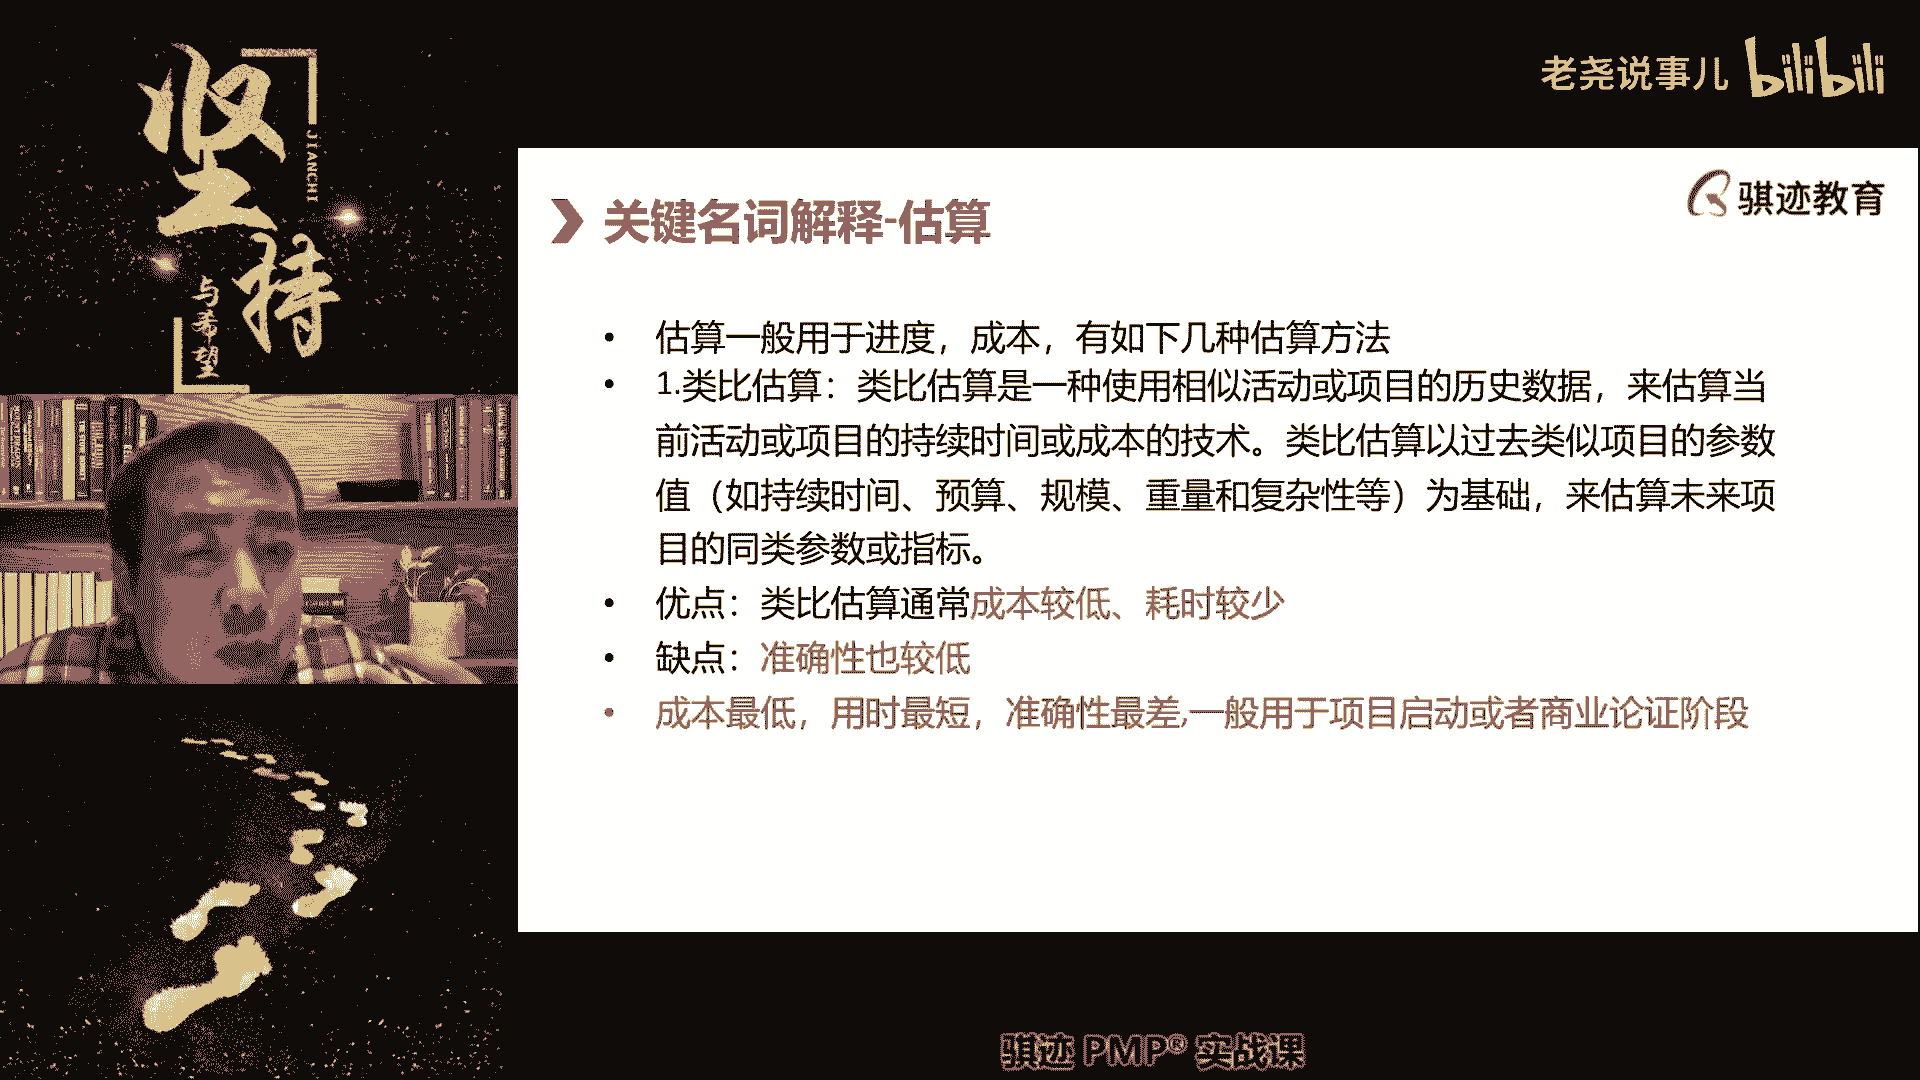 坚持
JIANCHI
与希望
老尧说事儿 bilibili
骐迹教育
关键名词解释-估算
• 估算一般用于进度，成本，有如下几种估算方法
• 1.类比估算：类比估算是一种使用相似活动或项目的历史数据，来估算当
前活动或项目的持续时间或成本的技术。类比估算以过去类似项目的参数
值（如持续时间、预算、规模、重量和复杂性等）为基础，来估算未来项
目的同类参数或指标。
• 优点：类比估算通常成本较低、耗时较少
• 缺点：准确性也较低
• 成本最低，用时最短，准确性最差,一般用于项目启动或者商业论证阶段
骐迹 PMP® 实战课